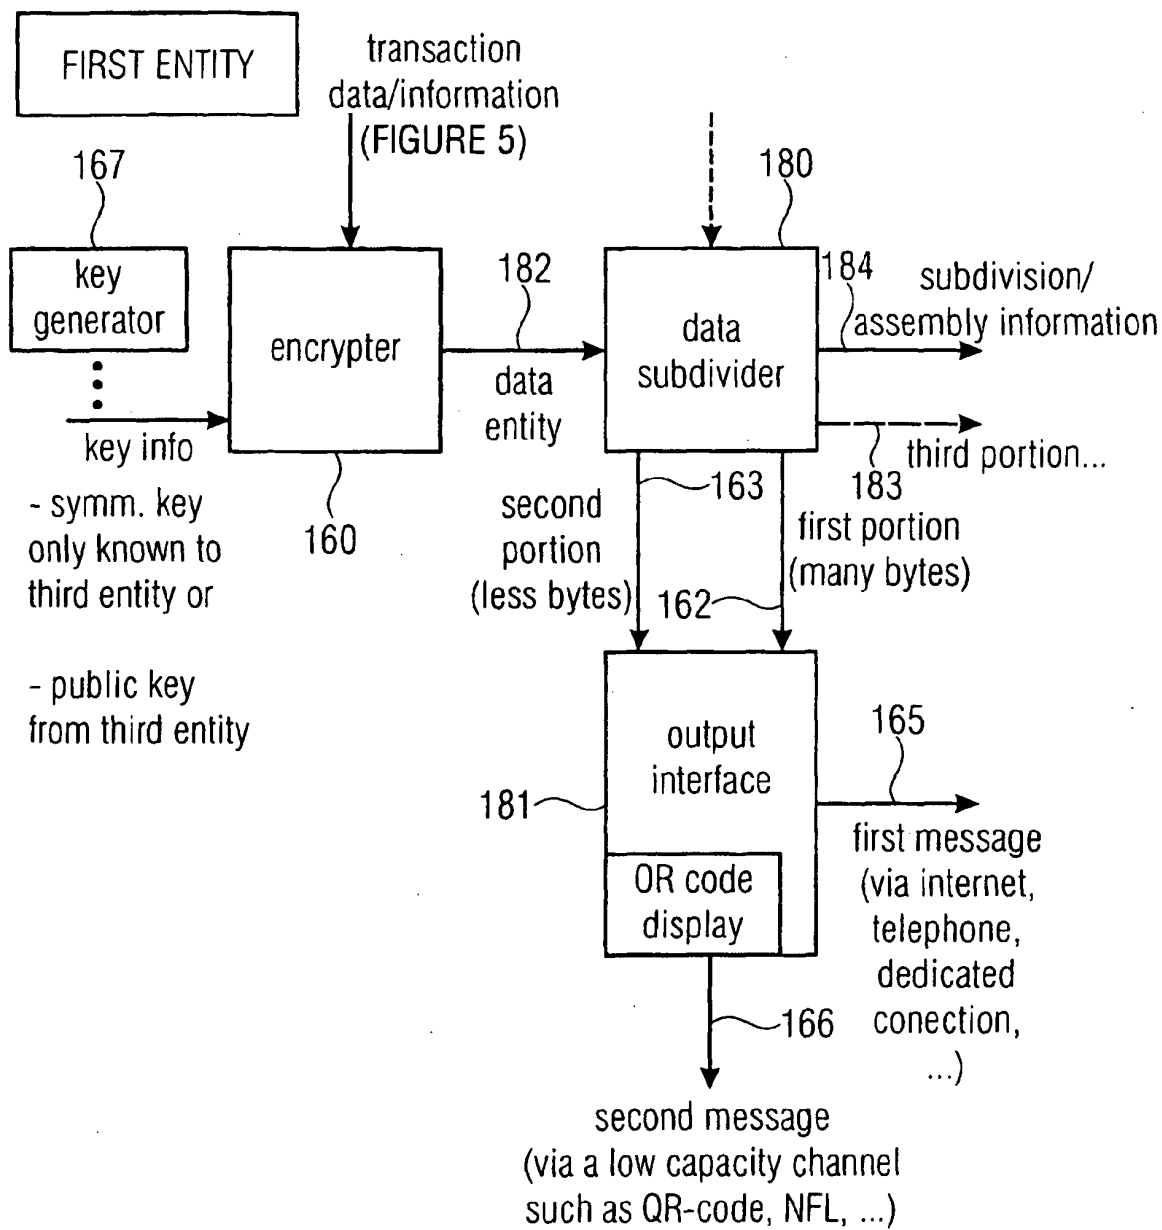 FIRST ENTITY
transaction
data/information
(FIGURE 5)
167
180
key
generator
encrypter
182
data
entity
data
subdivider
184
subdivision/
assembly information
key info
183
third portion...
- symm. key
only known to
third entity or
160
163
second
portion
(less bytes)
first portion
(many bytes)
162
- public key
from third entity
output
interface
165
181
first message
(via internet,
telephone,
dedicated
conection,
...)
QR code
display
166
second message
(via a low capacity channel
such as QR-code, NFL, ...)